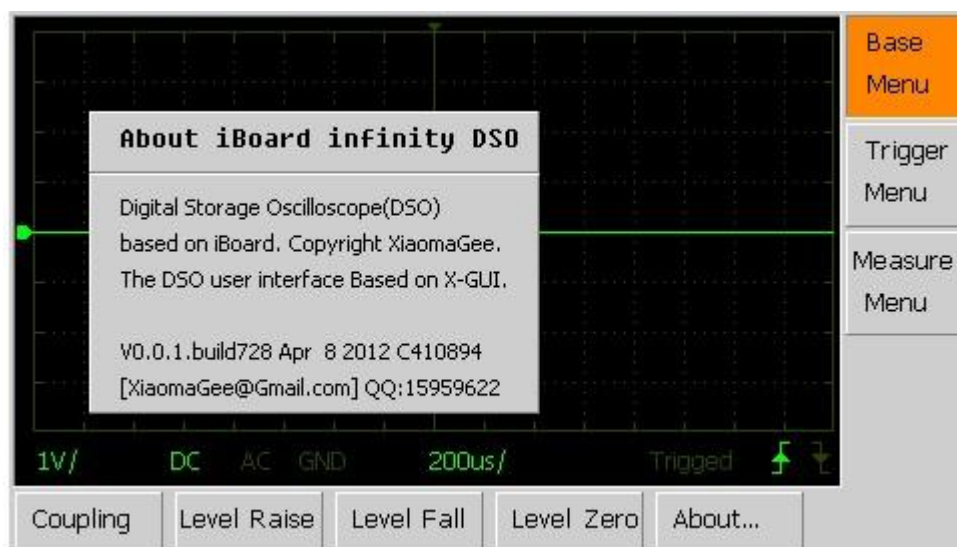 Base
Menu
Trigger
Menu
Measure
Menu
About iBoard infinity DSO
Digital Storage Oscilloscope(DSO)
based on iBoard. Copyright XiaomaGee.
The DSO user interface Based on X-GUI.
V0.0.1.build728 Apr  8 2012 C410894
[XiaomaGee@Gmail.com] QQ:15959622
1V/ DC AC GND 200us/ Trigged
Coupling Level Raise Level Fall Level Zero About...